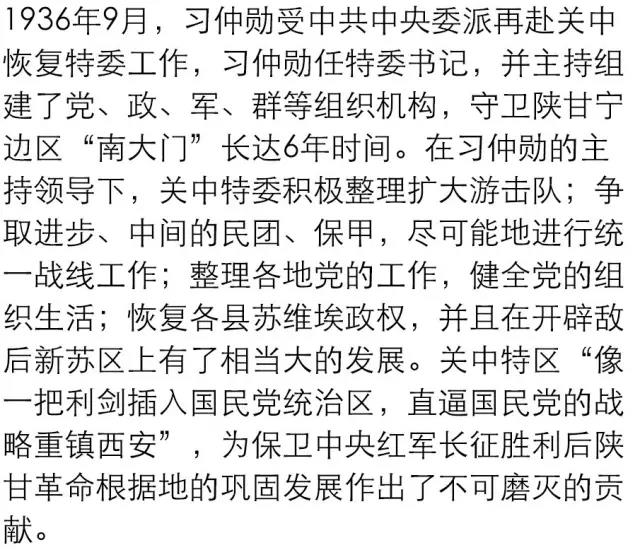 1936年9月，习仲勋受中共中央委派再赴关中
恢复特委工作，习仲勋任特委书记，并主持组
建了党、政、军、群等组织机构，守卫陕甘宁
边区“南大门”长达6年时间。在习仲勋的主
持领导下，关中特委积极整理扩大游击队；争
取进步、中间的民团、保甲，尽可能地进行统
一战线工作；整理各地党的工作，健全党的组
织生活；恢复各县苏维埃政权，并且在开辟敌
后新苏区上有了相当大的发展。关中特区“像
一把利剑插入国民党统治区，直逼国民党的战
略重镇西安”，为保卫中央红军长征胜利后陕
甘革命根据地的巩固发展作出了不可磨灭的贡
献。